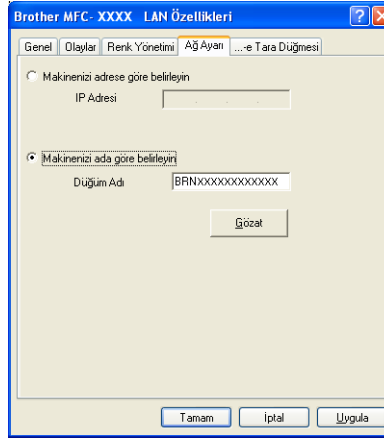 Brother MFC- XXXX LAN Özellikleri
Genel Olaylar Renk Yönetimi Ağ Ayarı ...-e Tara Düğmesi
Makinenizi adrese göre belirleyin
IP Adresi
Makinenizi ada göre belirleyin
Düğüm Adı BRNXXXXXXXXXXXX
Gözat
Tamam İptal Uygula